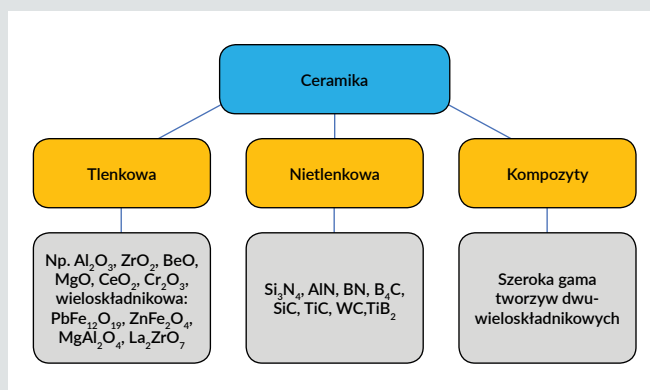 Ceramika
Tlenkowa
Nietlenkowa
Kompozyty
Np. Al₂O₃, ZrO₂, BeO,
MgO, CeO₂, Cr₂O₃,
wieloskładnikowa:
PbFe₁₂O₁₉, ZnFe₂O₄,
MgAl₂O₄, La₂ZrO₇
Si₃N₄, AlN, BN, B₄C,
SiC, TiC, WC,TiB₂
Szeroka gama
tworzyw dwu-
wieloskładnikowych